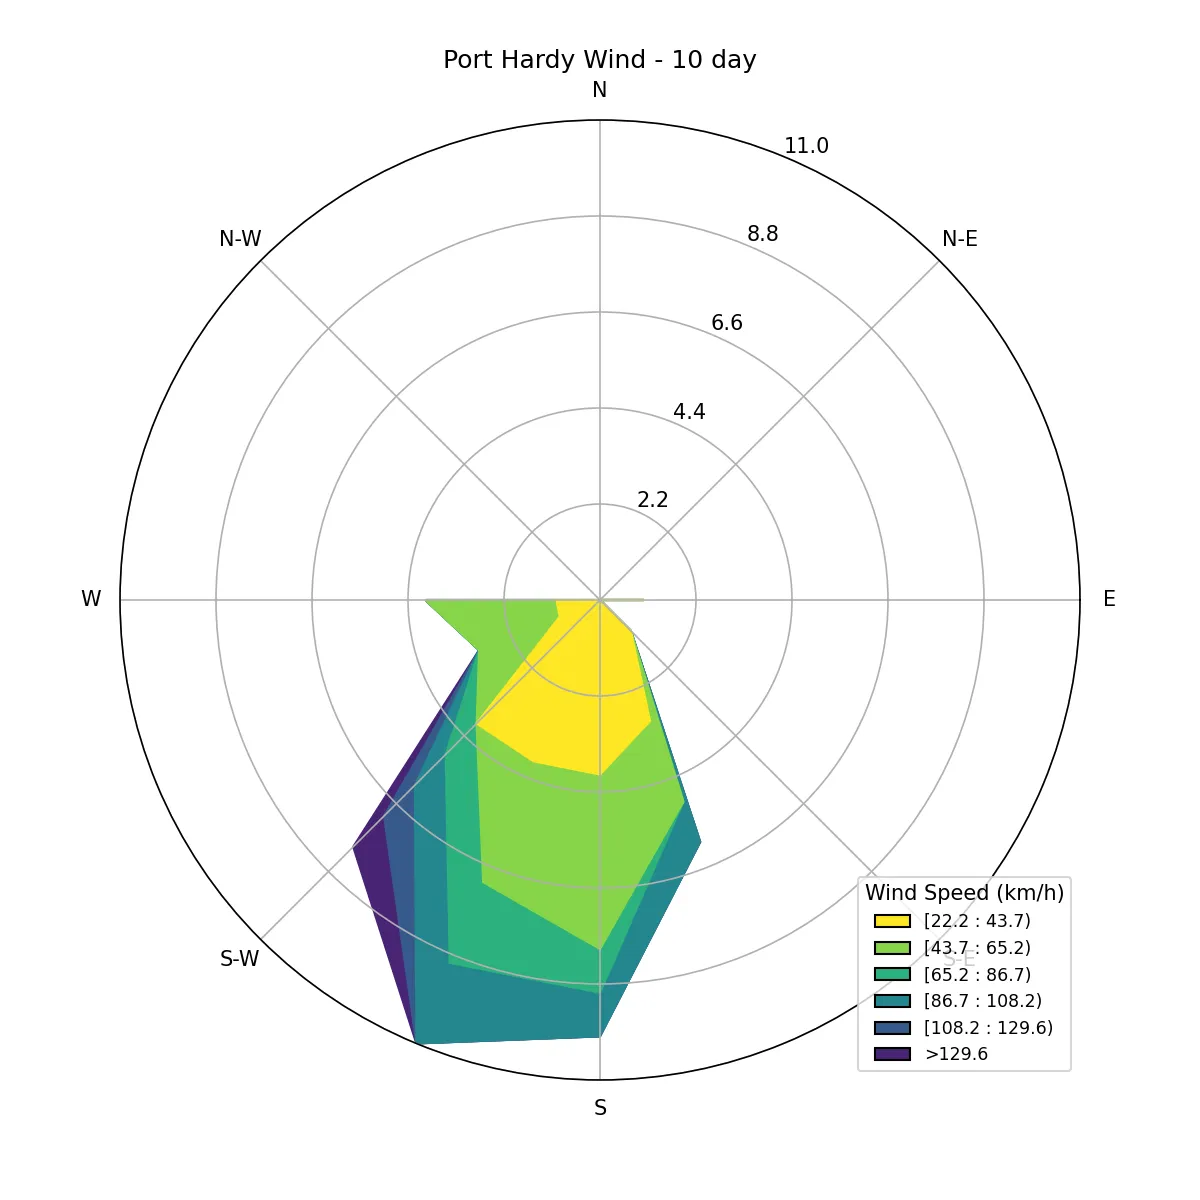 Port Hardy Wind - 10 day
N
11.0
N-W
N-E
8.8
6.6
4.4
2.2
W
E
S-W
S-E
S
Wind Speed (km/h)
[22.2 : 43.7)
[43.7 : 65.2)
[65.2 : 86.7)
[86.7 : 108.2)
[108.2 : 129.6)
>129.6